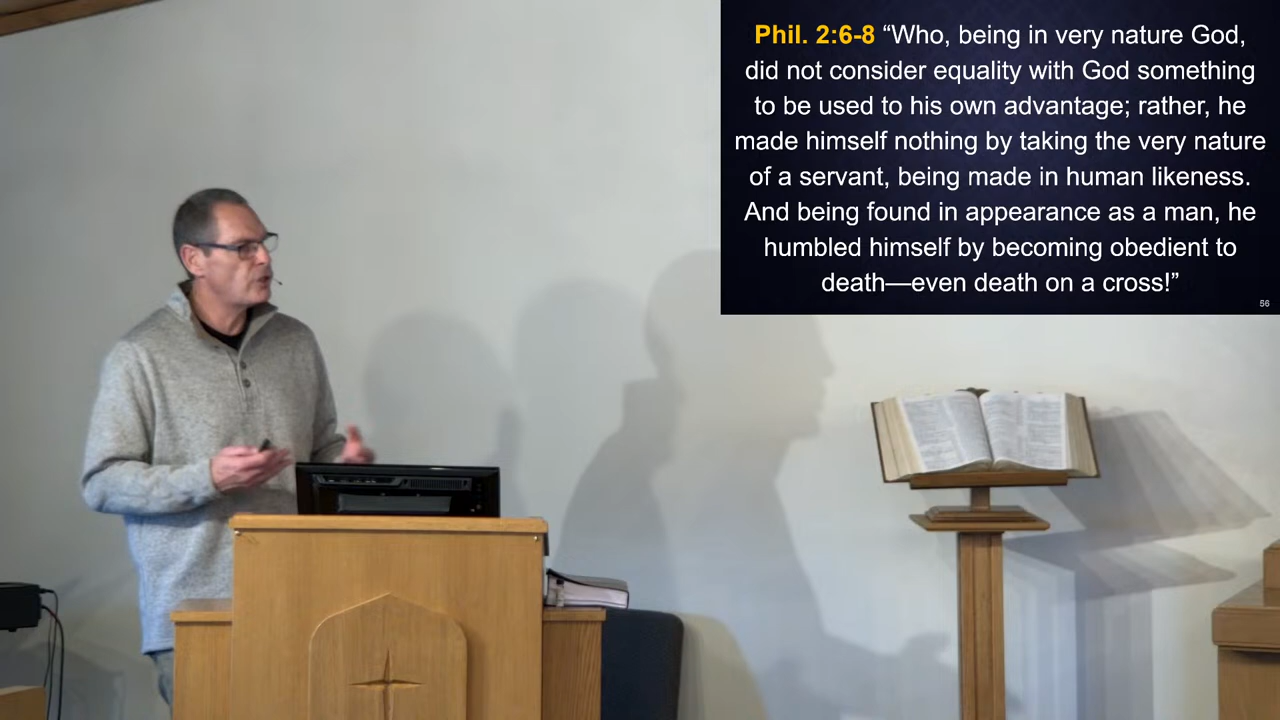 Phil. 2:6-8 “Who, being in very nature God,
did not consider equality with God something
to be used to his own advantage; rather, he
made himself nothing by taking the very nature
of a servant, being made in human likeness.
And being found in appearance as a man, he
humbled himself by becoming obedient to
death—even death on a cross!”
56